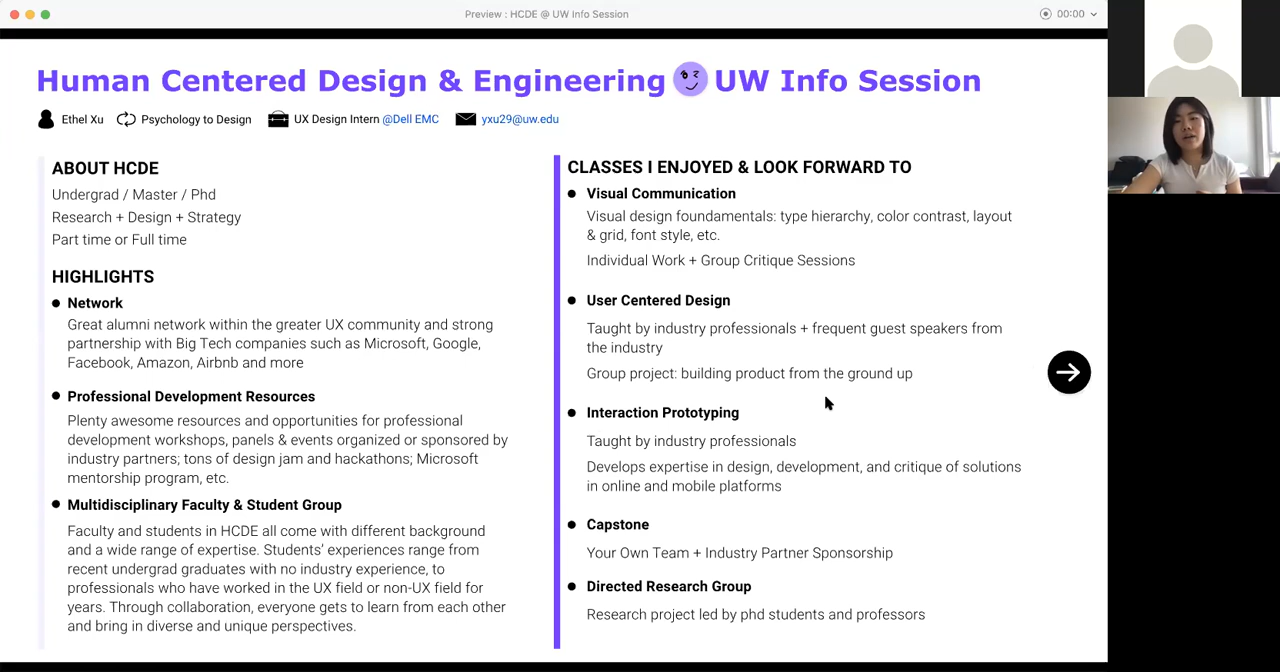 Preview : HCDE @ UW Info Session
00:00
Human Centered Design & Engineering UW Info Session
Ethel Xu Psychology to Design UX Design Intern @Dell EMC yxu29@uw.edu
ABOUT HCDE
Undergrad / Master / Phd
Research + Design + Strategy
Part time or Full time
HIGHLIGHTS
Network
Great alumni network within the greater UX community and strong
partnership with Big Tech companies such as Microsoft, Google,
Facebook, Amazon, Airbnb and more
Professional Development Resources
Plenty awesome resources and opportunities for professional
development workshops, panels & events organized or sponsored by
industry partners; tons of design jam and hackathons; Microsoft
mentorship program, etc.
Multidisciplinary Faculty & Student Group
Faculty and students in HCDE all come with different background
and a wide range of expertise. Students' experiences range from
recent undergrad graduates with no industry experience, to
professionals who have worked in the UX field or non-UX field for
years. Through collaboration, everyone gets to learn from each other
and bring in diverse and unique perspectives.
CLASSES I ENJOYED & LOOK FORWARD TO
Visual Communication
Visual design foundamentals: type hierarchy, color contrast, layout
& grid, font style, etc.
Individual Work + Group Critique Sessions
User Centered Design
Taught by industry professionals + frequent guest speakers from
the industry
Group project: building product from the ground up
Interaction Prototyping
Taught by industry professionals
Develops expertise in design, development, and critique of solutions
in online and mobile platforms
Capstone
Your Own Team + Industry Partner Sponsorship
Directed Research Group
Research project led by phd students and professors